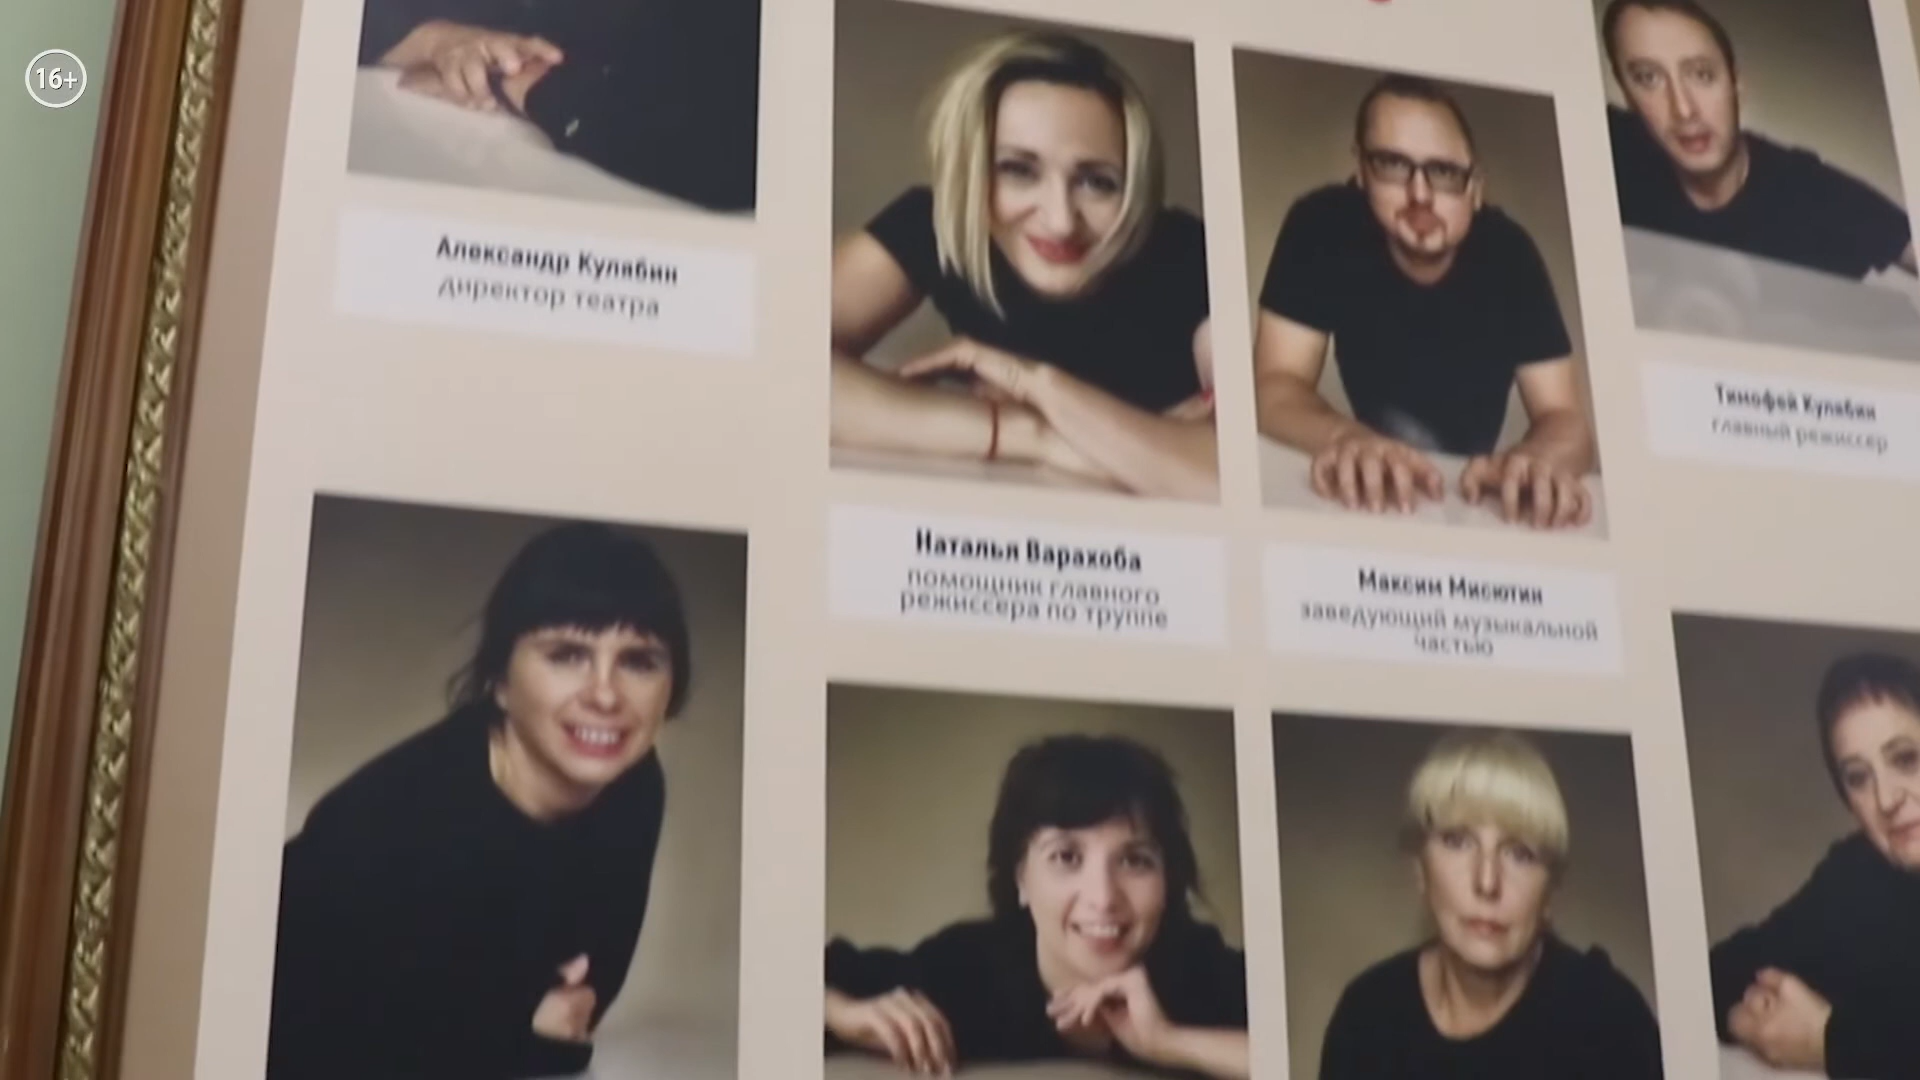 16+
Александр Кулябин
директор театра
Наталья Варахоба
помощник главного
режиссера по труппе
Максим Мисютин
заведующий музыкальной
частью
Тимофей Кулябин
главный режиссер